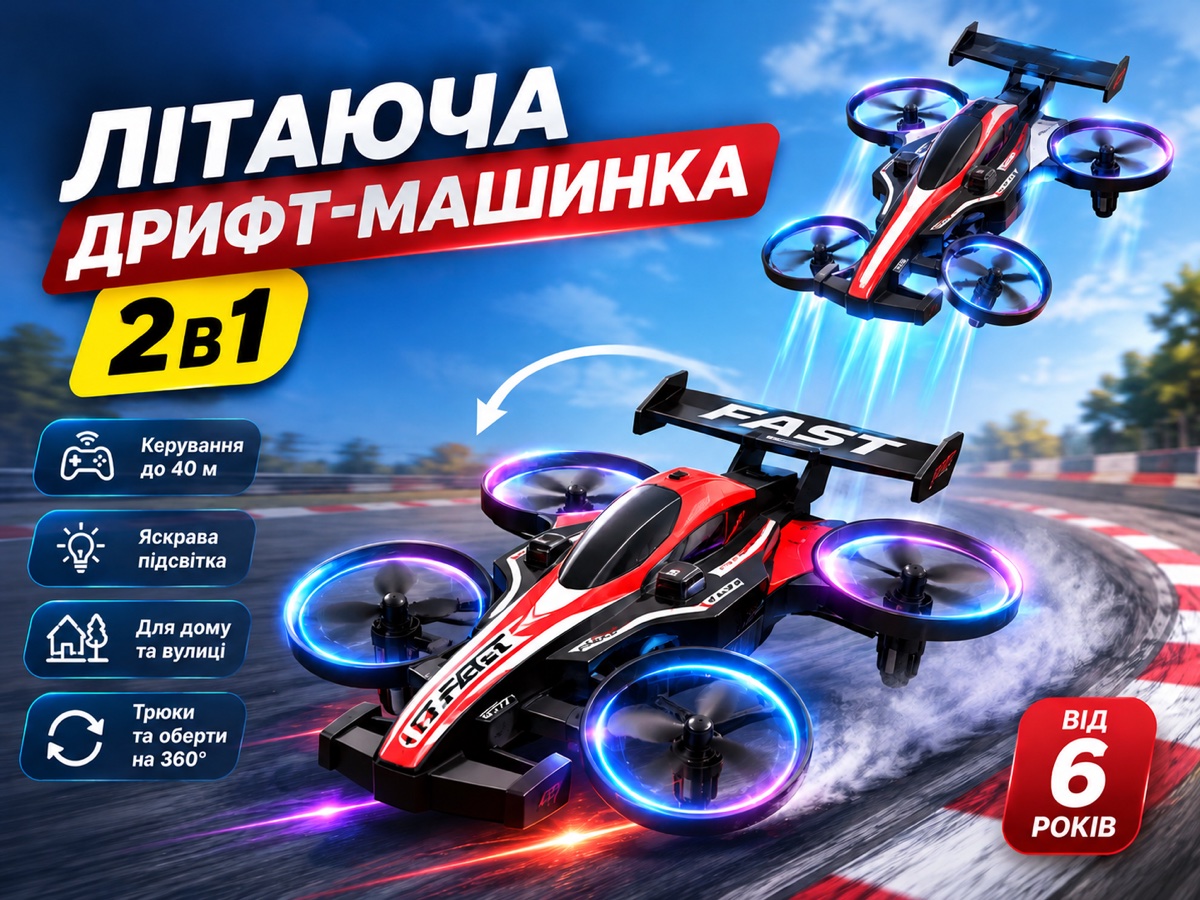 ЛІТАЮЧА
ДРИФТ-МАШИНКА
2в1
Керування
до 40 м
Яскрава
підсвітка
Для дому
та вулиці
Трюки
та оберти
на 360°
FAST
ВІД
6
РОКІВ